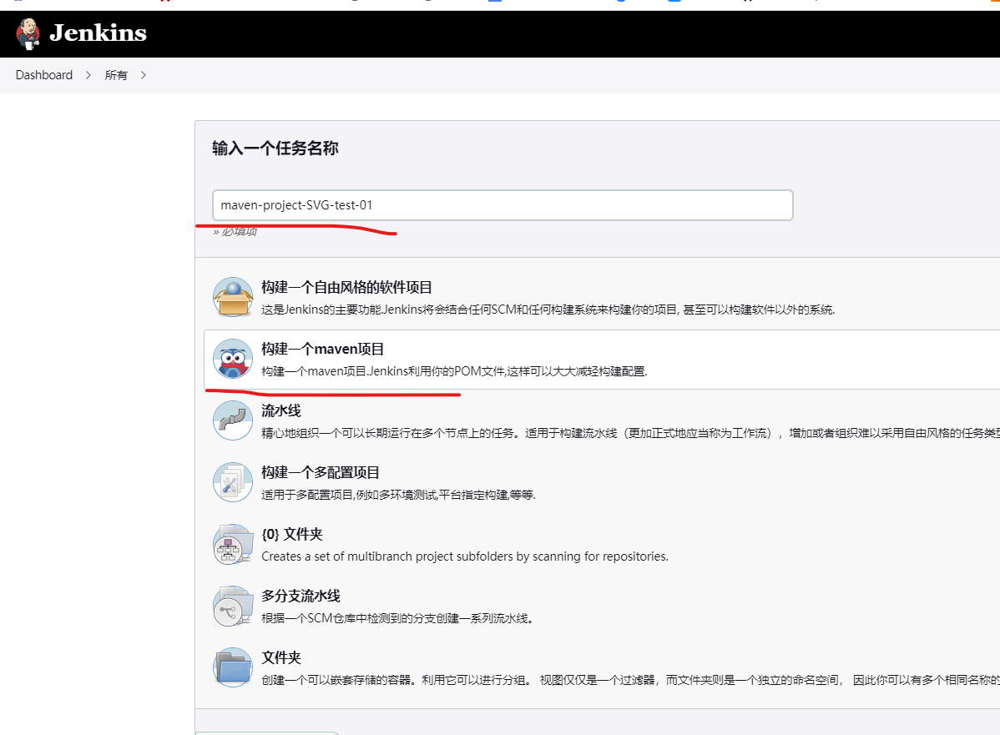 Jenkins
Dashboard
所有
输入一个任务名称
maven-project-SVG-test-01
» 必填项
构建一个自由风格的软件项目
这是Jenkins的主要功能.Jenkins将会结合任何SCM和任何构建系统来构建你的项目, 甚至可以构建软件以外的系统.
构建一个maven项目
构建一个maven项目.Jenkins利用你的POM文件,这样可以大大减轻构建配置.
流水线
精心地组织一个可以长期运行在多个节点上的任务。适用于构建流水线（更加正式地应当称为工作流），增加或者组织难以采用自由风格的任务类型
构建一个多配置项目
适用于多配置项目,例如多环境测试,平台指定构建,等等.
{0} 文件夹
Creates a set of multibranch project subfolders by scanning for repositories.
多分支流水线
根据一个SCM仓库中检测到的分支创建一系列流水线。
文件夹
创建一个可以嵌套存储的容器。利用它可以进行分组。 视图仅仅是一个过滤器，而文件夹则是一个独立的命名空间， 因此你可以有多个相同名称的